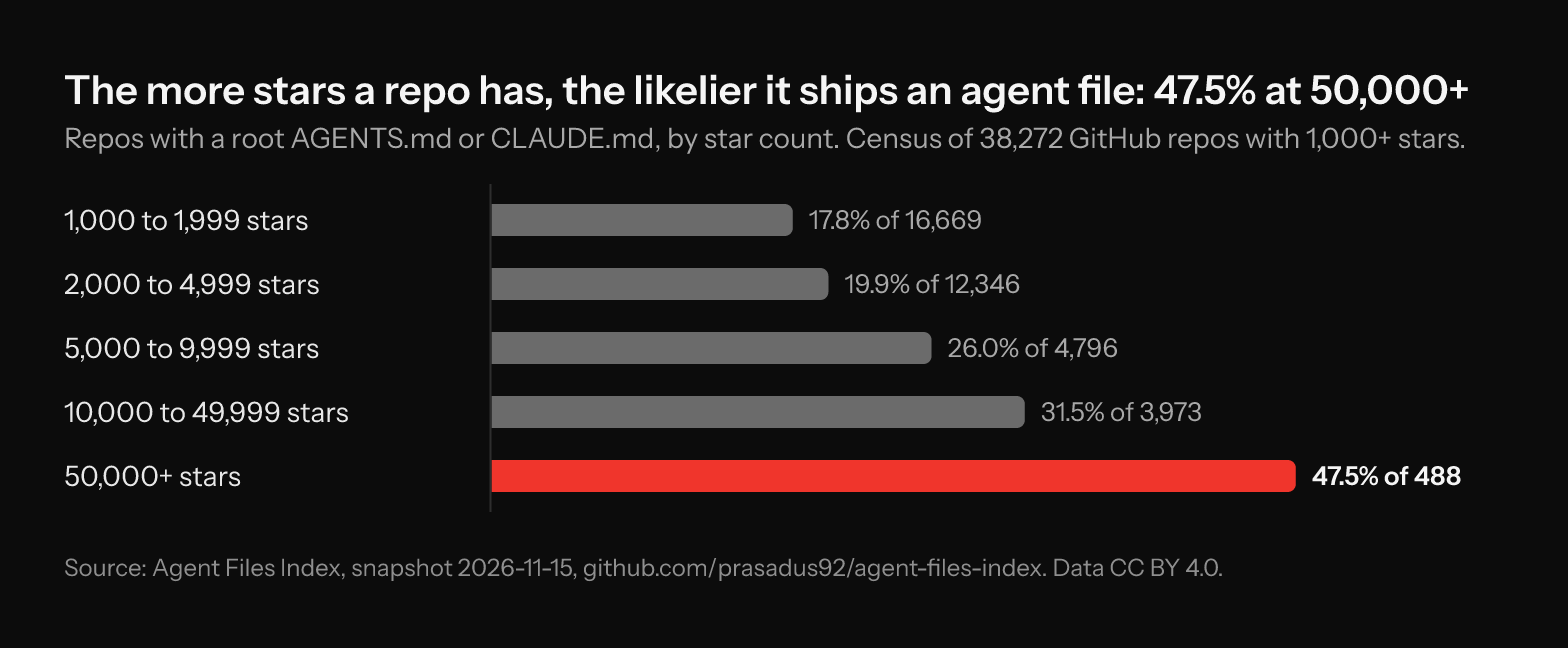 The more stars a repo has, the likelier it ships an agent file: 47.5% at 50,000+
Repos with a root AGENTS.md or CLAUDE.md, by star count. Census of 38,272 GitHub repos with 1,000+ stars.
1,000 to 1,999 stars 17.8% of 16,669
2,000 to 4,999 stars 19.9% of 12,346
5,000 to 9,999 stars 26.0% of 4,796
10,000 to 49,999 stars 31.5% of 3,973
50,000+ stars 47.5% of 488
Source: Agent Files Index, snapshot 2026-11-15, github.com/prasadus92/agent-files-index. Data CC BY 4.0.